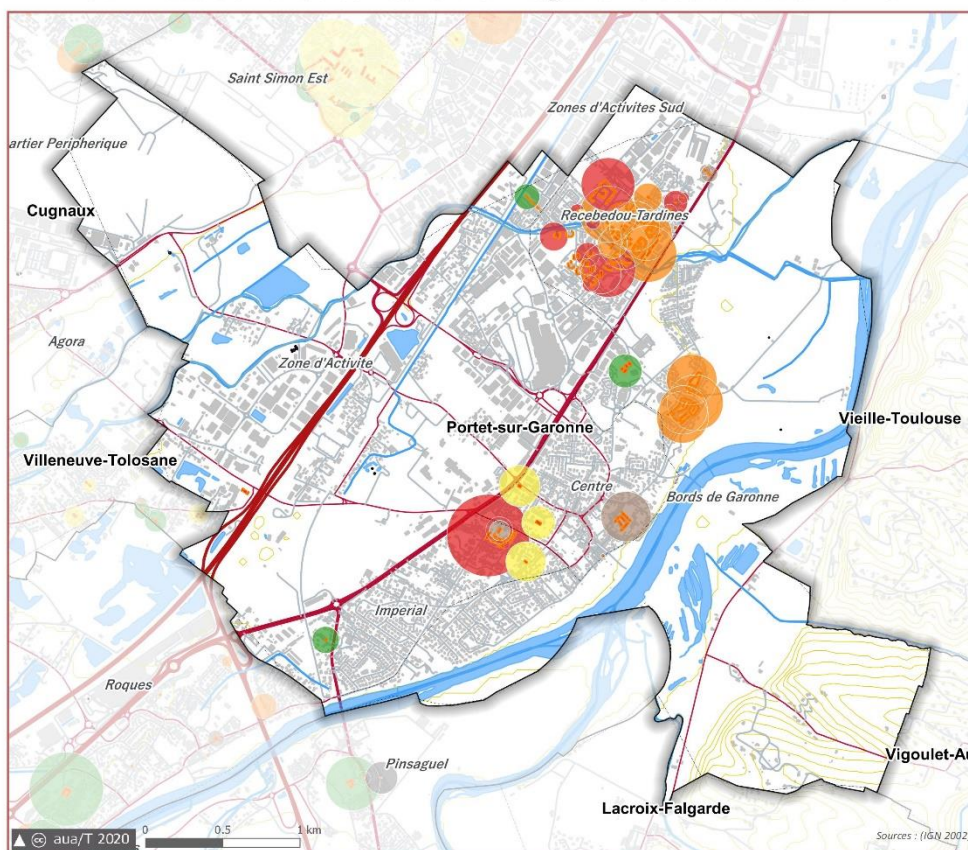 Saint Simon Est
Zones d'Activites Sud
artier Peripherique
Cugnaux
Recebedou-Tardines
Agora
Zone d'Activite
Portet-sur-Garonne
Vieille-Toulouse
Villeneuve-Tolosane
Centre
Bords de Garonne
Imperial
Roques
Vigoulet-Au
Pinsaguel
Lacroix-Falgarde
cc aua/T 2020
0 0.5 1 km
Sources : (IGN 2002)